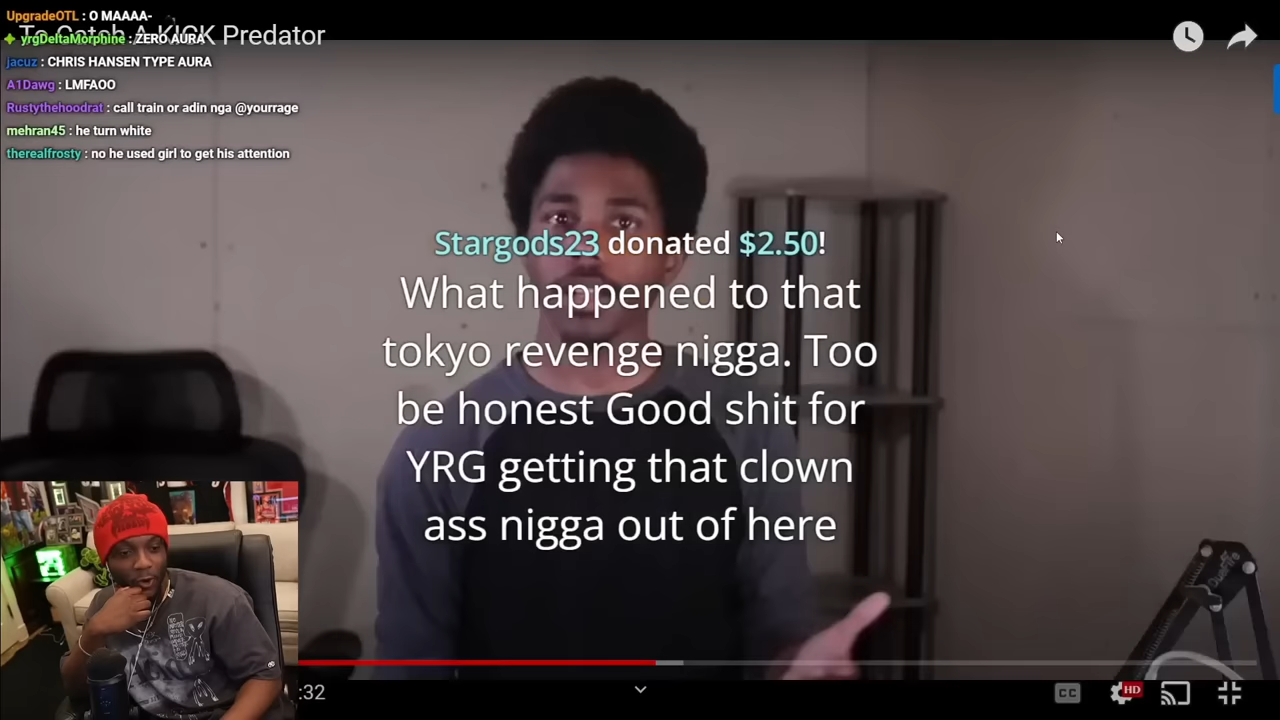 To Catch A KICK Predator
UpgradeOTL : O MAAAA-
yrgDeltaMorphine : ZERO AURA
jacuz : CHRIS HANSEN TYPE AURA
A1Dawg : LMFAOO
Rustythehoodrat : call train or adin nga @yourrage
mehran45 : he turn white
therealfrosty : no he used girl to get his attention
Stargods23 donated $2.50!
What happened to that
tokyo revenge nigga. Too
be honest Good shit for
YRG getting that clown
ass nigga out of here
:32
CC
HD